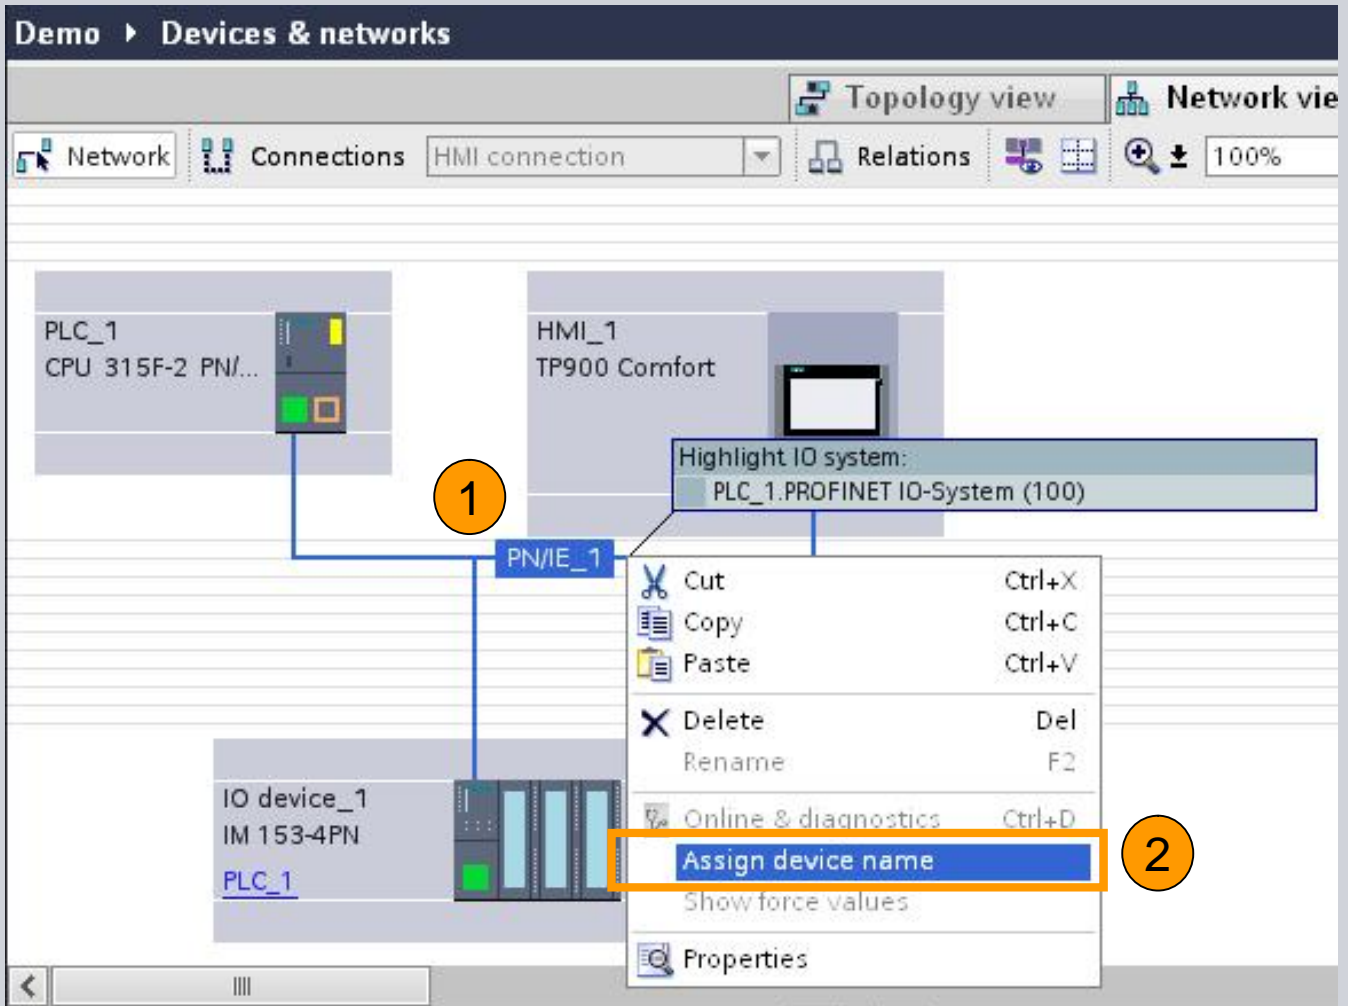 Demo ▸ Devices & networks
Topology view
Network vie
Network
Connections
HMI connection
Relations
100%
PLC_1
CPU 315F-2 PN/...
HMI_1
TP900 Comfort
Highlight IO system:
PLC_1.PROFINET IO-System (100)
1
PN/IE_1
Cut Ctrl+X
Copy Ctrl+C
Paste Ctrl+V
Delete Del
Rename F2
Online & diagnostics Ctrl+D
Assign device name
2
Show force values
Properties
IO device_1
IM 153-4PN
PLC_1